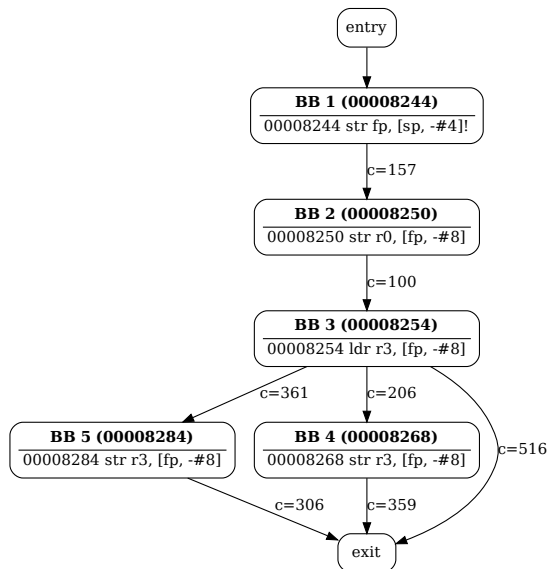 entry
BB 1 (00008244)
00008244 str fp, [sp, -#4]!
c=157
BB 2 (00008250)
00008250 str r0, [fp, -#8]
c=100
BB 3 (00008254)
00008254 ldr r3, [fp, -#8]
c=361
c=206
BB 5 (00008284)
00008284 str r3, [fp, -#8]
BB 4 (00008268)
00008268 str r3, [fp, -#8]
c=516
c=306
c=359
exit